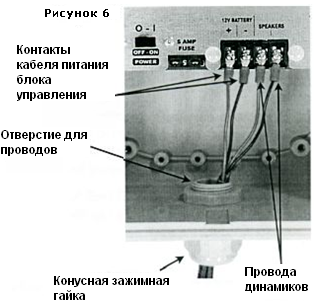 Рисунок 6
O - I
OFF - ON
POWER
5 AMP
FUSE
12V BATTERY
+ -
SPEAKERS
Контакты
кабеля питания
блока
управления
Отверстие для
проводов
Конусная зажимная
гайка
Провода
динамиков